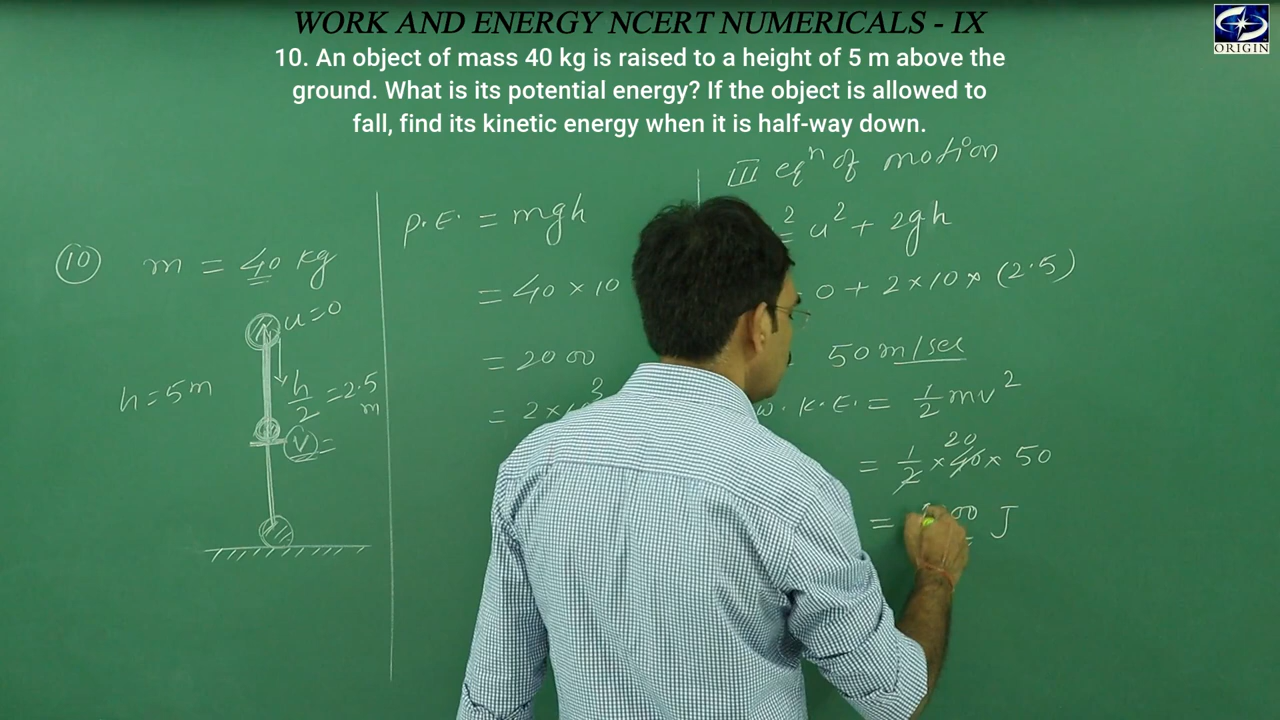 WORK AND ENERGY NCERT NUMERICALS - IX
ORIGIN
10. An object of mass 40 kg is raised to a height of 5 m above the
ground. What is its potential energy? If the object is allowed to
fall, find its kinetic energy when it is half-way down.
10 m = 40 kg
u=0
h=5m
h/2 =2.5
m
V =
P.E. = mgh
= 40 × 10
= 2000
= 2×10³
III eqⁿ of motion
² = u² + 2gh
0 + 2×10× (2.5)
50 m/sec
K.E. = 1/2 mv²
= 1/2 × 40 × 50
20
= 00 J